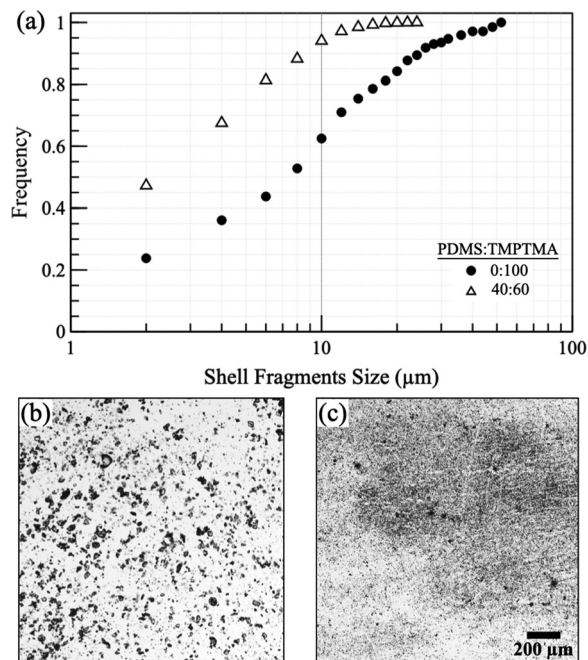 (a)
1
0.8
0.6
0.4
0.2
0
Frequency
PDMS:TMPTMA
0:100
40:60
1 10 100
Shell Fragments Size (µm)
(b) (c)
200 µm